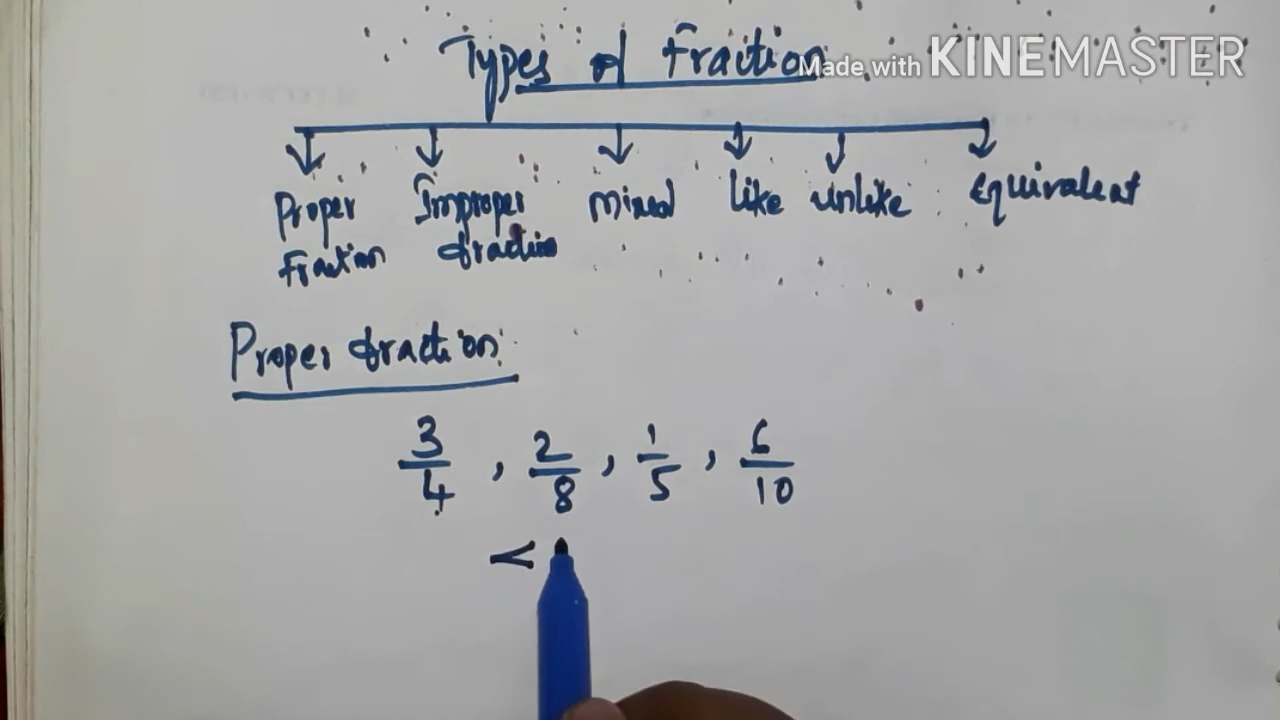 Types of Fraction
Made with KINEMASTER
Proper Improper mixed like unlike Equivalent
Fraction fraction
Proper fraction:
3/4 , 2/8 , 1/5 , 6/10
<